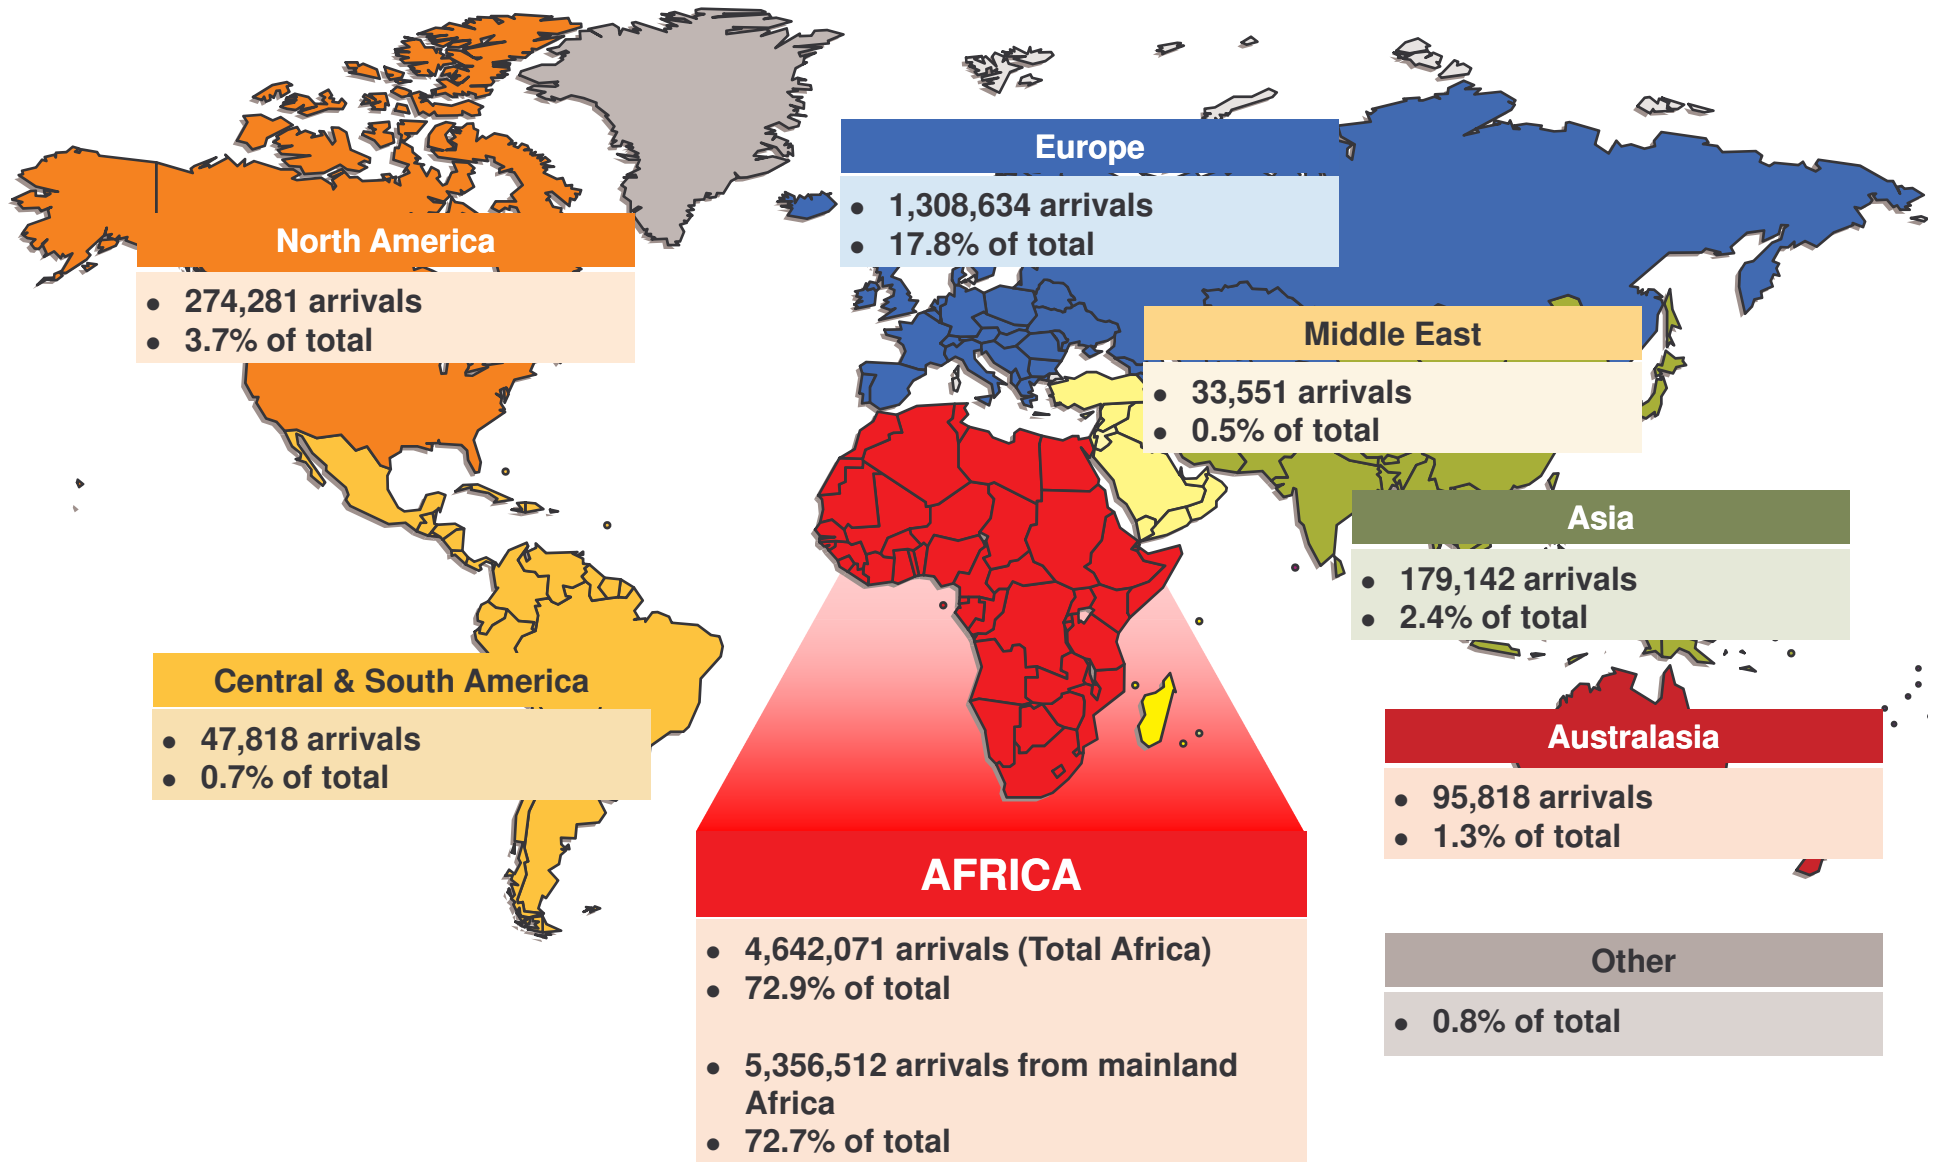 Europe
• 1,308,634 arrivals
• 17.8% of total
North America
• 274,281 arrivals
• 3.7% of total
Middle East
• 33,551 arrivals
• 0.5% of total
Asia
• 179,142 arrivals
• 2.4% of total
Central & South America
• 47,818 arrivals
• 0.7% of total
Australasia
• 95,818 arrivals
• 1.3% of total
AFRICA
• 4,642,071 arrivals (Total Africa)
• 72.9% of total
• 5,356,512 arrivals from mainland
Africa
• 72.7% of total
Other
• 0.8% of total